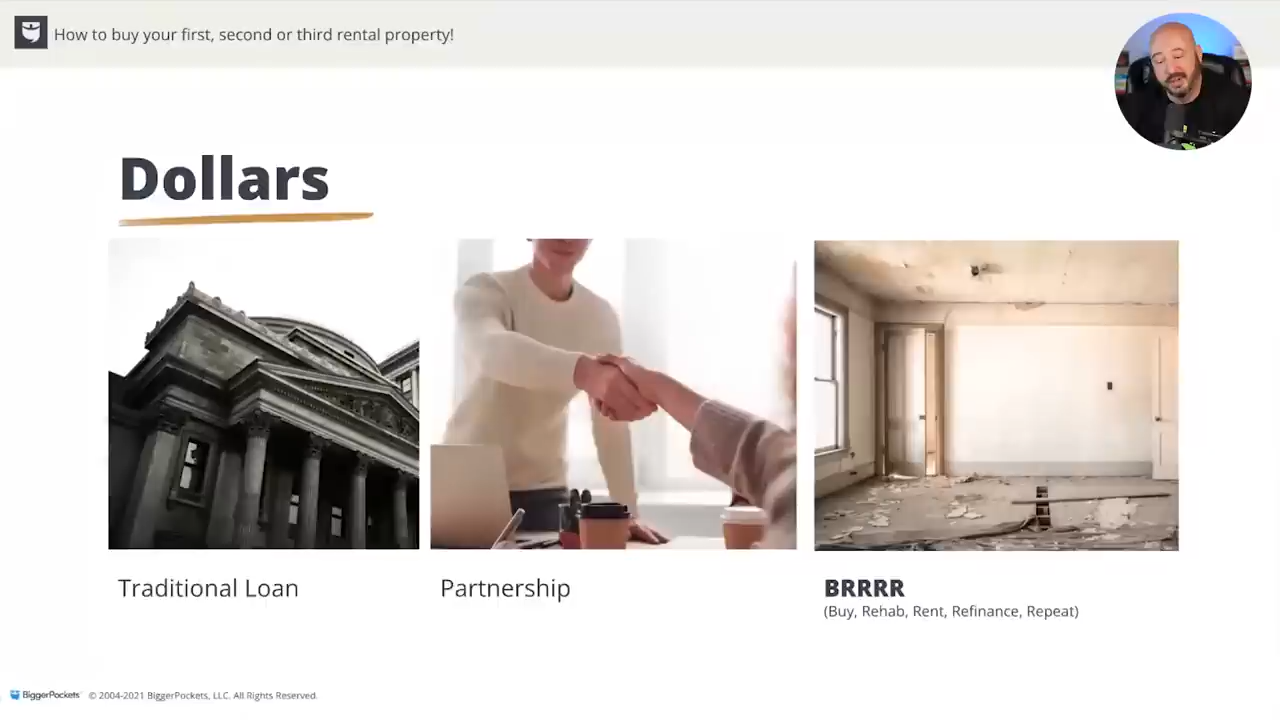 How to buy your first, second or third rental property!
Dollars
Traditional Loan
Partnership
BRRRR
(Buy, Rehab, Rent, Refinance, Repeat)
BiggerPockets © 2004-2021 BiggerPockets, LLC. All Rights Reserved.